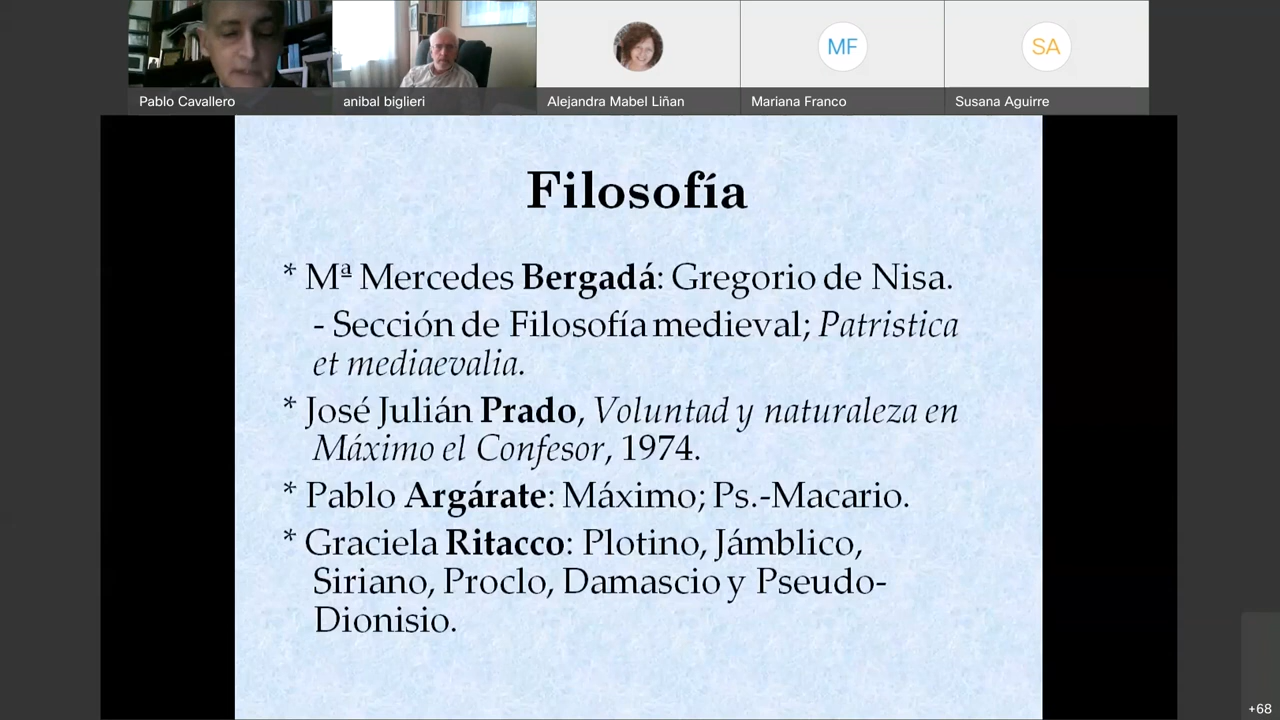 MF
SA
Pablo Cavallero
anibal biglieri
Alejandra Mabel Liñan
Mariana Franco
Susana Aguirre
Filosofía
* Mª Mercedes Bergadá: Gregorio de Nisa.
- Sección de Filosofía medieval; Patristica
et mediaevalia.
* José Julián Prado, Voluntad y naturaleza en
Máximo el Confesor, 1974.
* Pablo Argárate: Máximo; Ps.-Macario.
* Graciela Ritacco: Plotino, Jámblico,
Siriano, Proclo, Damascio y Pseudo-
Dionisio.
+68